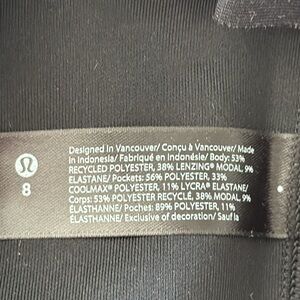 Designed in Vancouver/ Conçu à Vancouver/ Made
in Indonesia/ Fabriqué en Indonésie/ Body: 53%
RECYCLED POLYESTER, 38% LENZING® MODAL, 9%
ELASTANE/ Pockets: 56% POLYESTER, 33%
COOLMAX® POLYESTER, 11% LYCRA® ELASTANE/
Corps: 53% POLYESTER RECYCLÉ, 38% MODAL, 9%
ÉLASTHANNE/ Poches: 89% POLYESTER, 11%
ÉLASTHANNE/ Exclusive of decoration/ Sauf la
8